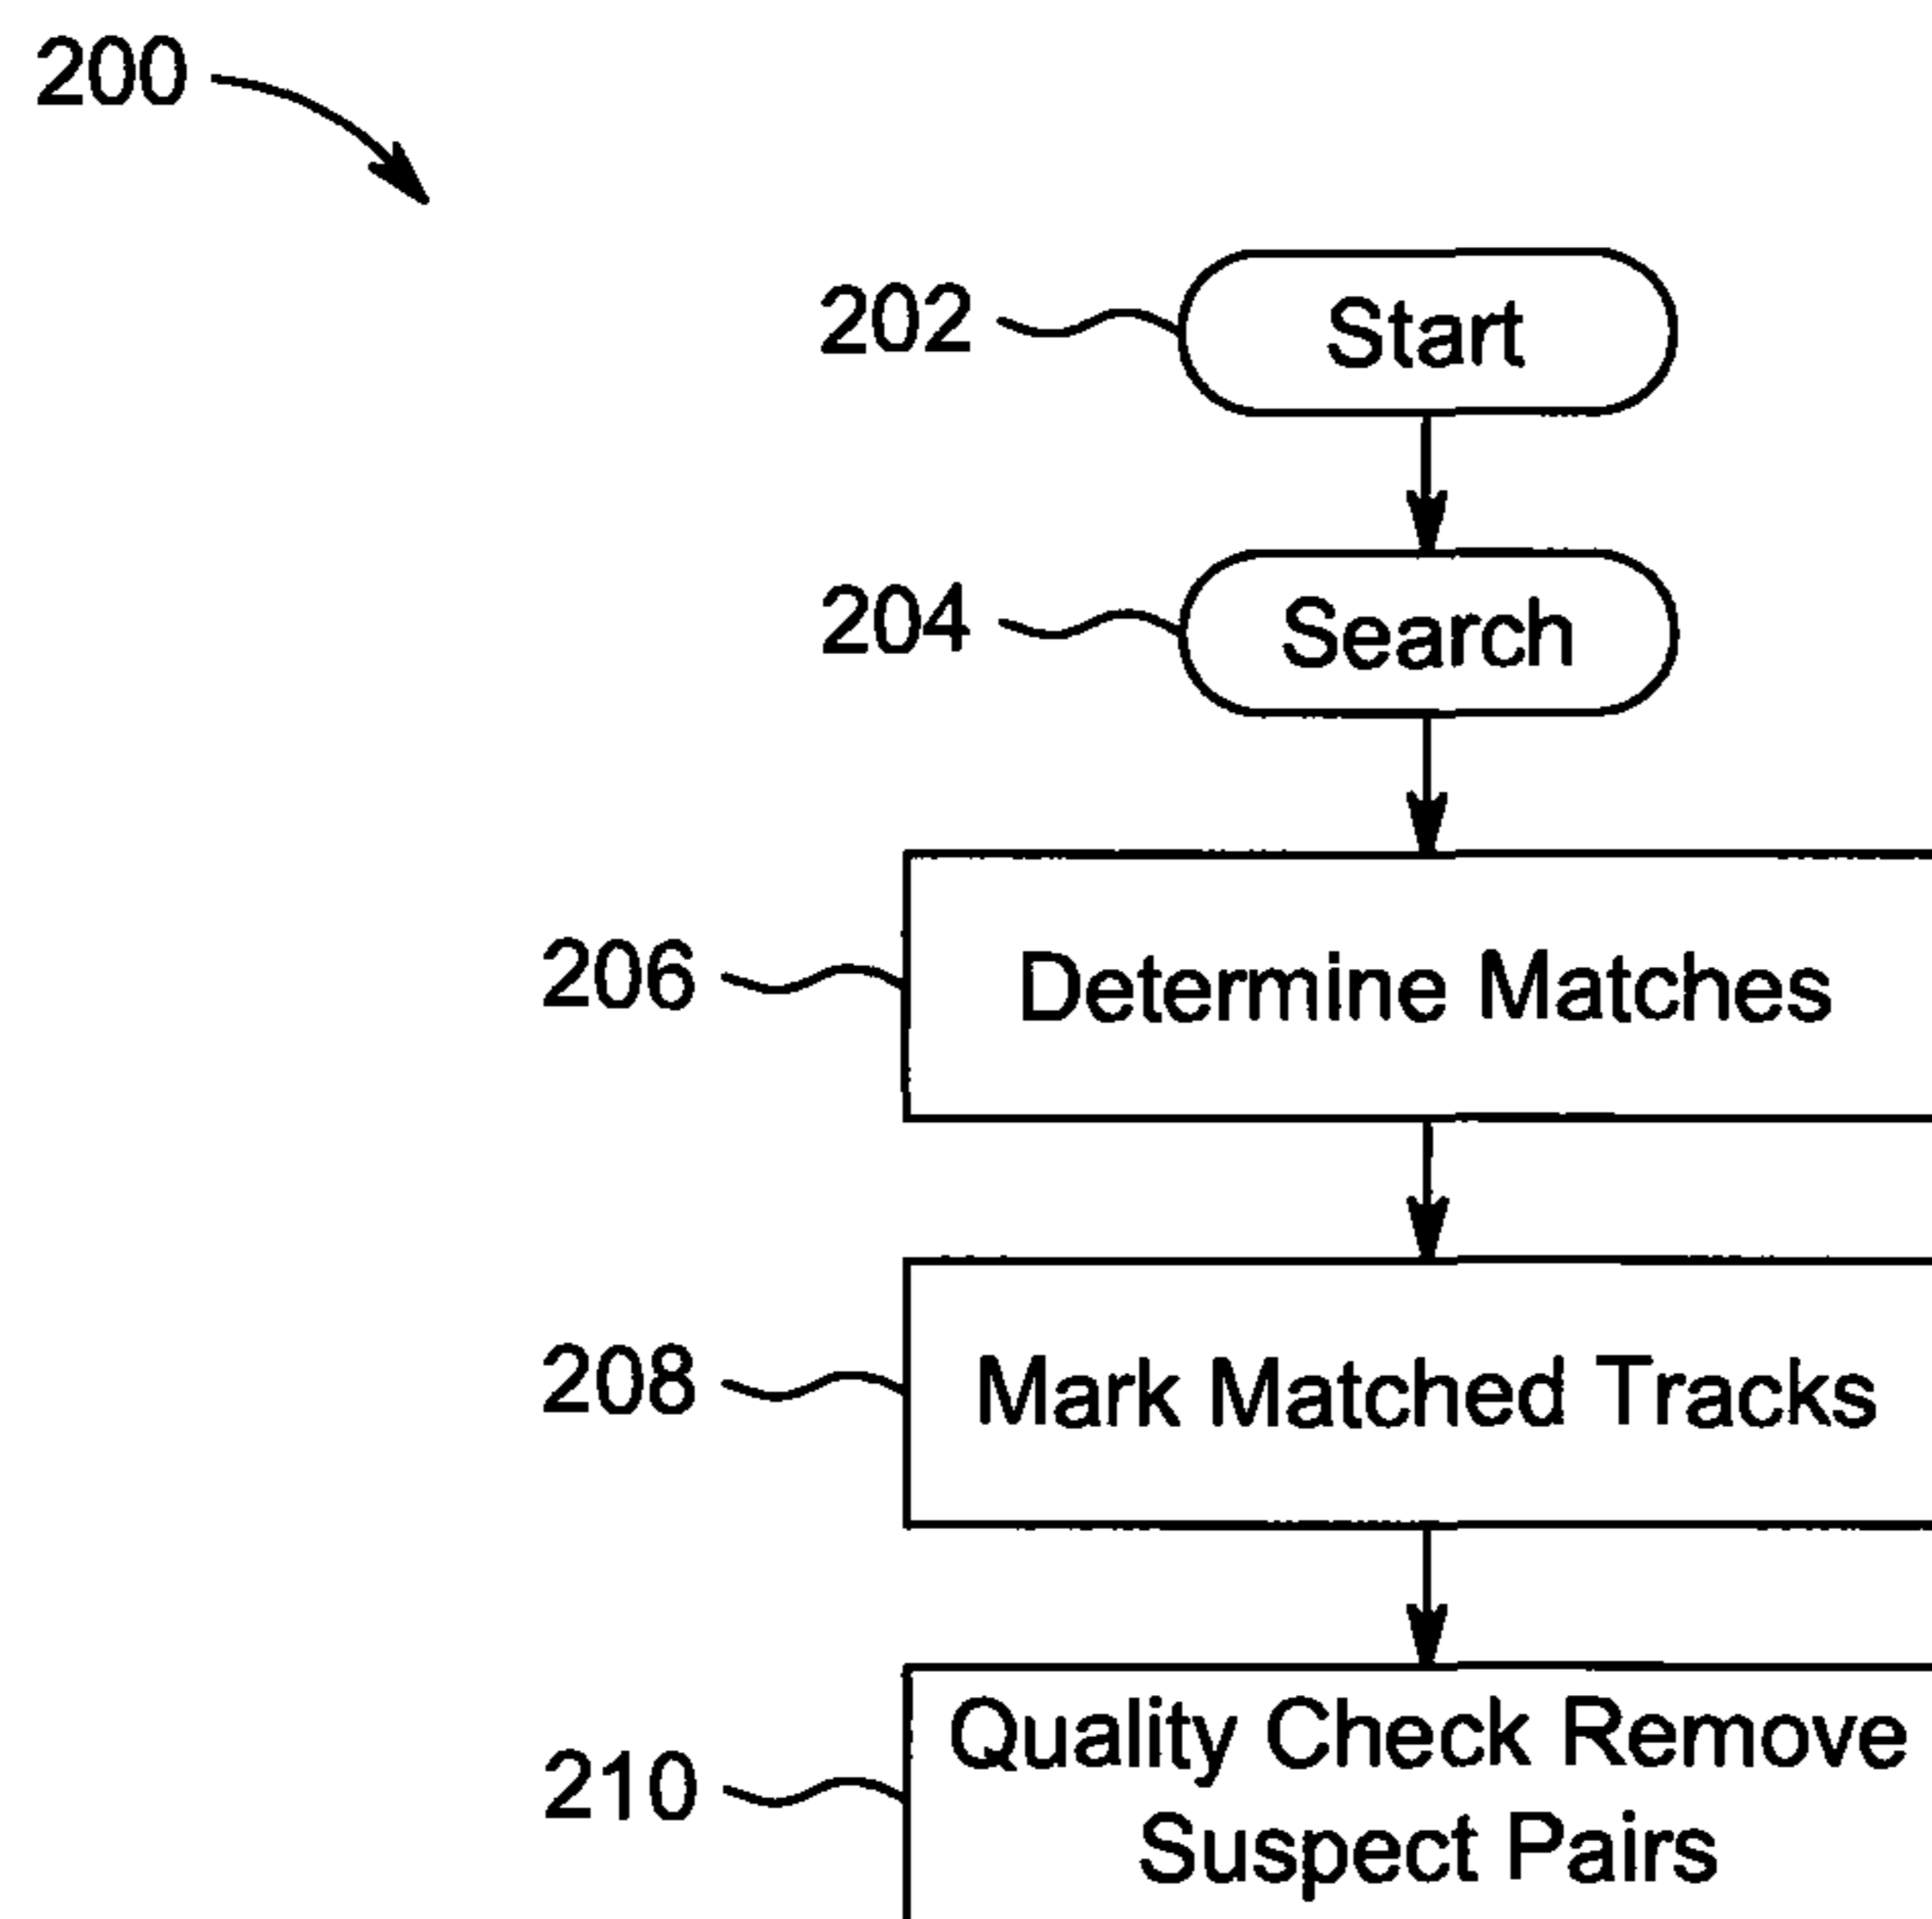 200
202 Start
204 Search
206 Determine Matches
208 Mark Matched Tracks
210 Quality Check Remove
Suspect Pairs